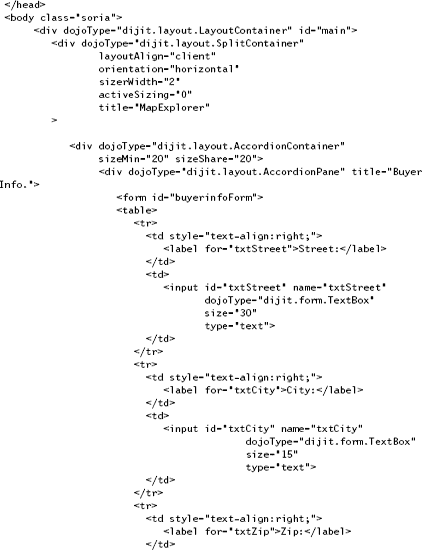 </head>
<body class="soria">
<div dojoType="dijit.layout.LayoutContainer" id="main">
<div dojoType="dijit.layout.SplitContainer"
layoutAlign="client"
orientation="horizontal"
sizerWidth="2"
activeSizing="0"
title="MapExplorer"
>
<div dojoType="dijit.layout.AccordionContainer"
sizeMin="20" sizeShare="20">
<div dojoType="dijit.layout.AccordionPane" title="Buyer
Info.">
<form id="buyerinfoForm">
<table>
<tr>
<td style="text-align:right;">
<label for="txtStreet">Street:</label>
</td>
<td>
<input id="txtStreet" name="txtStreet"
dojoType="dijit.form.TextBox"
size="30"
type="text">
</td>
</tr>
<tr>
<td style="text-align:right;">
<label for="txtCity">City:</label>
</td>
<td>
<input id="txtCity" name="txtCity"
dojoType="dijit.form.TextBox"
size="15"
type="text">
</td>
</tr>
<tr>
<td style="text-align:right;">
<label for="txtZip">Zip:</label>
</td>